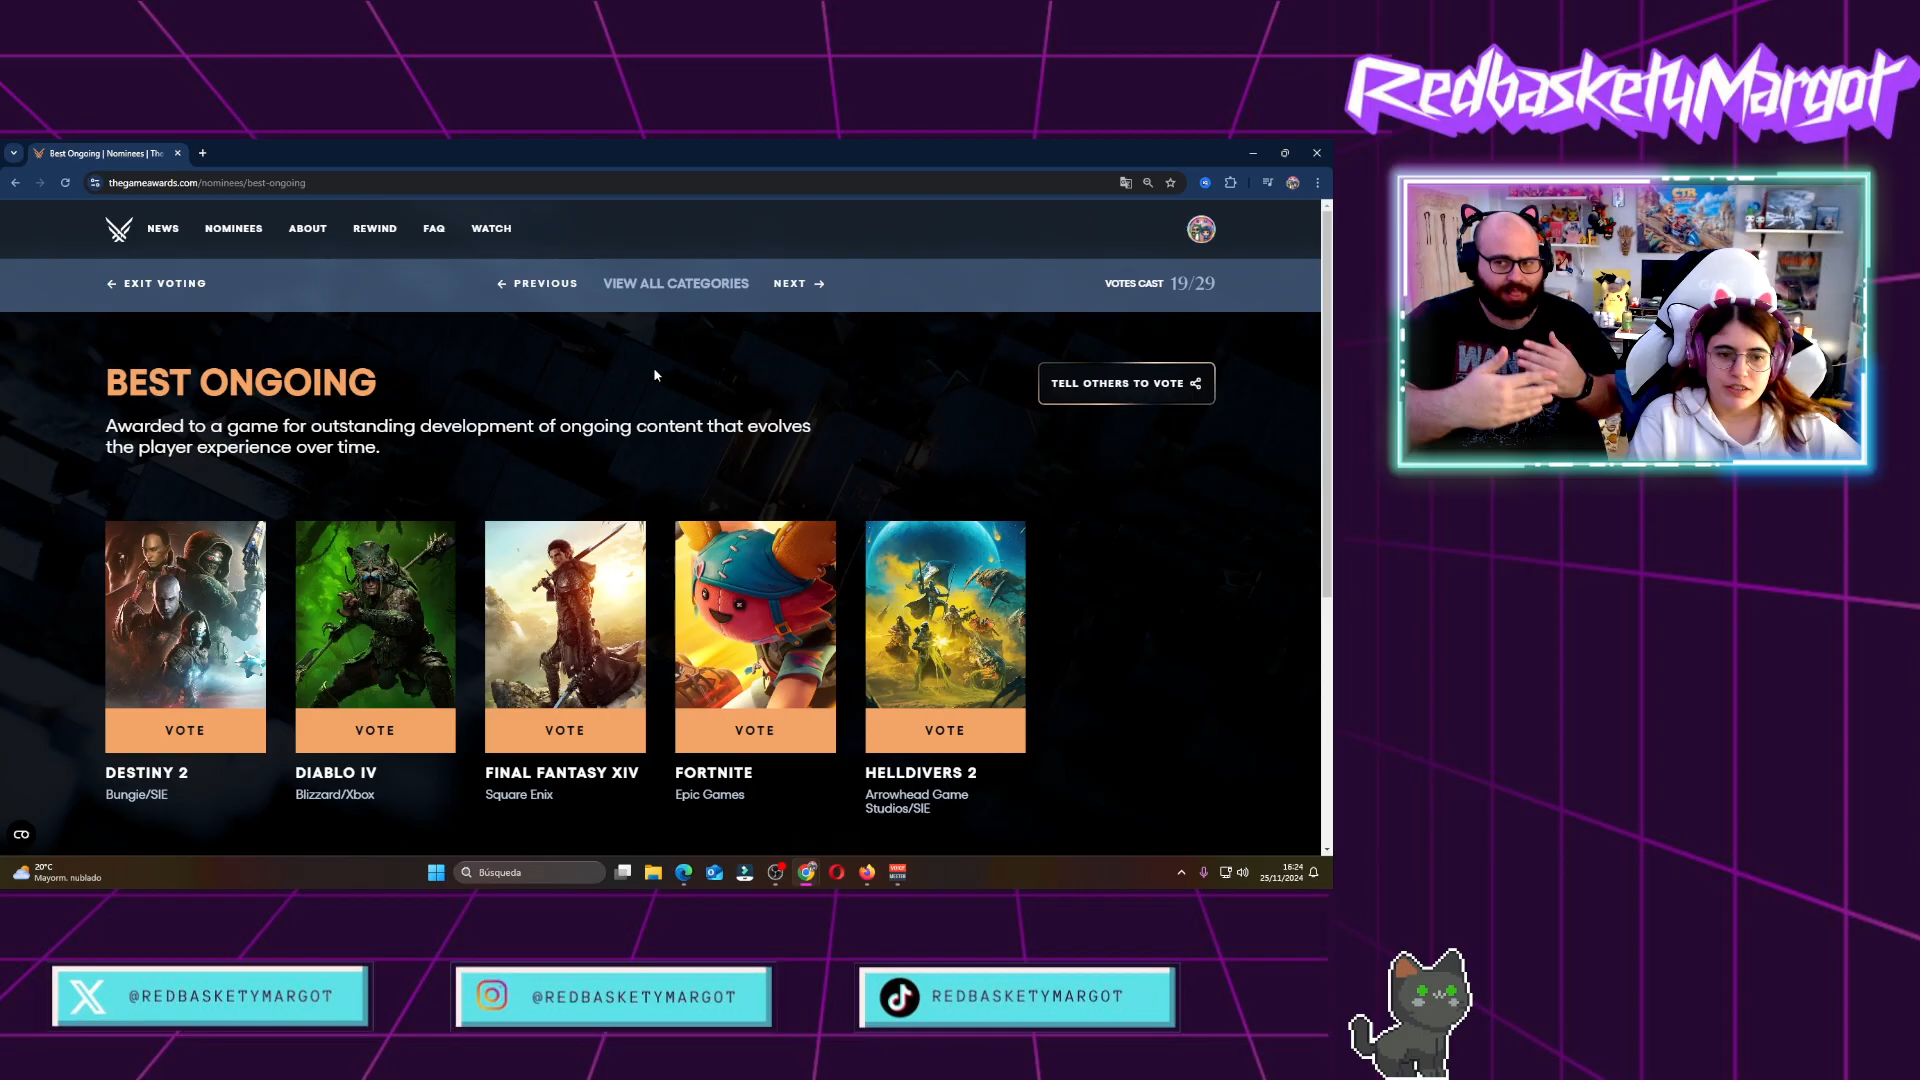 RedbasketyMargot
Best Ongoing | Nominees | The
thegameawards.com/nominees/best-ongoing
NEWS
NOMINEES
ABOUT
REWIND
FAQ
WATCH
EXIT VOTING
PREVIOUS
VIEW ALL CATEGORIES
NEXT
VOTES CAST 19/29
BEST ONGOING
TELL OTHERS TO VOTE
Awarded to a game for outstanding development of ongoing content that evolves
the player experience over time.
VOTE
VOTE
VOTE
VOTE
VOTE
DESTINY 2
Bungie/SIE
DIABLO IV
Blizzard/Xbox
FINAL FANTASY XIV
Square Enix
FORTNITE
Epic Games
HELLDIVERS 2
Arrowhead Game
Studios/SIE
20°C
Mayorm. nublado
Búsqueda
16:24
25/11/2024
@REDBASKETYMARGOT
@REDBASKETYMARGOT
REDBASKETYMARGOT